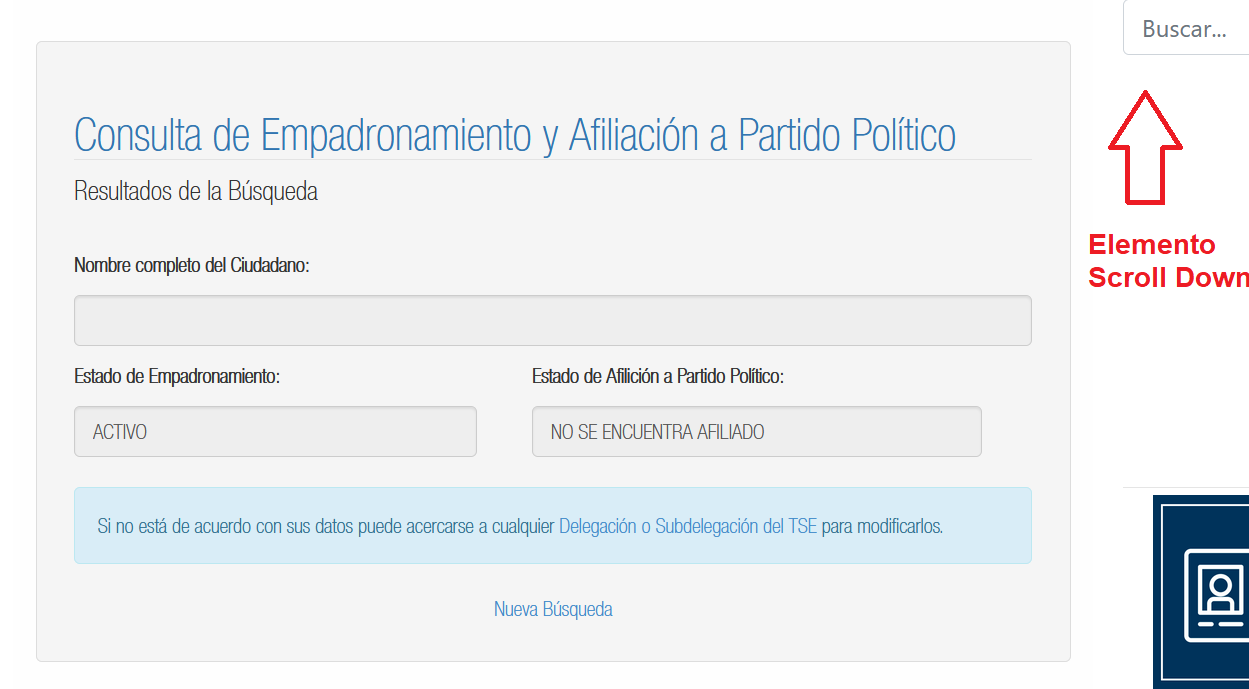 Buscar...
Consulta de Empadronamiento y Afiliación a Partido Político
Resultados de la Búsqueda
Elemento
Scroll Down
Nombre completo del Ciudadano:
Estado de Empadronamiento:
Estado de Afilición a Partido Político:
ACTIVO
NO SE ENCUENTRA AFILIADO
Si no está de acuerdo con sus datos puede acercarse a cualquier Delegación o Subdelegación del TSE para modificarlos.
Nueva Búsqueda